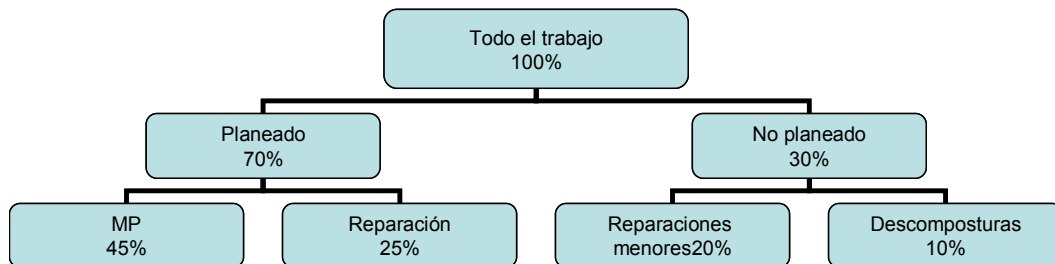 Todo el trabajo
100%
Planeado
70%
No planeado
30%
MP
45%
Reparación
25%
Reparaciones
menores20%
Descomposturas
10%